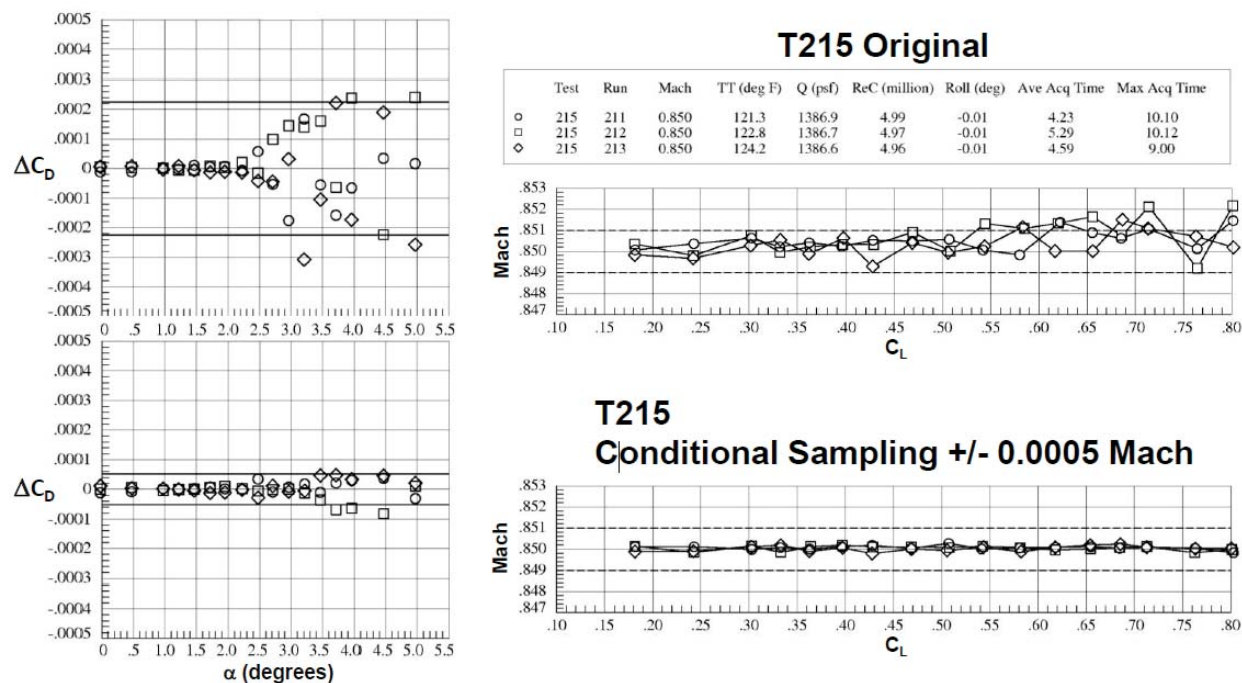 .0005
.0004
.0003
.0002
.0001
ΔC_D 0
-.0001
-.0002
-.0003
-.0004
-.0005
0 .5 1.0 1.5 2.0 2.5 3.0 3.5 4.0 4.5 5.0 5.5
T215 Original
Test Run Mach TT (deg F) Q (psf) ReC (million) Roll (deg) Ave Acq Time Max Acq Time
215 211 0.850 121.3 1386.9 4.99 -0.01 4.23 10.10
215 212 0.850 122.8 1386.7 4.97 -0.01 5.29 10.12
215 213 0.850 124.2 1386.6 4.96 -0.01 4.59 9.00
.853
.852
.851
Mach .850
.849
.848
.847
.10 .15 .20 .25 .30 .35 .40 .45 .50 .55 .60 .65 .70 .75 .80
C_L
.0005
.0004
.0003
.0002
.0001
ΔC_D 0
-.0001
-.0002
-.0003
-.0004
-.0005
0 .5 1.0 1.5 2.0 2.5 3.0 3.5 4.0 4.5 5.0 5.5
α (degrees)
T215
Conditional Sampling +/- 0.0005 Mach
.853
.852
.851
Mach .850
.849
.848
.847
.10 .15 .20 .25 .30 .35 .40 .45 .50 .55 .60 .65 .70 .75 .80
C_L